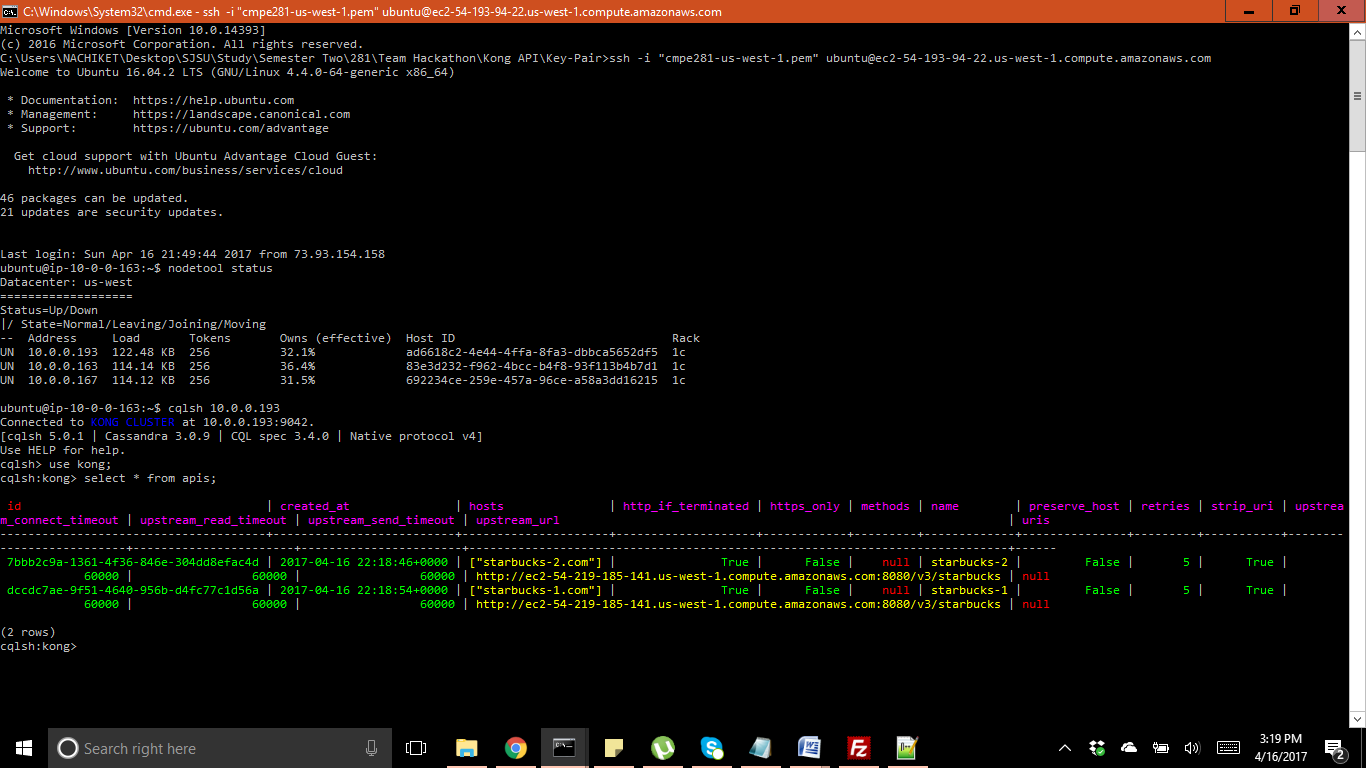 C:\Windows\System32\cmd.exe - ssh  -i "cmpe281-us-west-1.pem" ubuntu@ec2-54-193-94-22.us-west-1.compute.amazonaws.com
Microsoft Windows [Version 10.0.14393]
(c) 2016 Microsoft Corporation. All rights reserved.
C:\Users\NACHIKET\Desktop\SJSU\Study\Semester Two\281\Team Hackathon\Kong API\Key-Pair>ssh -i "cmpe281-us-west-1.pem" ubuntu@ec2-54-193-94-22.us-west-1.compute.amazonaws.com
Welcome to Ubuntu 16.04.2 LTS (GNU/Linux 4.4.0-64-generic x86_64)
 * Documentation:  https://help.ubuntu.com
 * Management:     https://landscape.canonical.com
 * Support:        https://ubuntu.com/advantage
  Get cloud support with Ubuntu Advantage Cloud Guest:
    http://www.ubuntu.com/business/services/cloud
46 packages can be updated.
21 updates are security updates.
Last login: Sun Apr 16 21:49:44 2017 from 73.93.154.158
ubuntu@ip-10-0-0-163:~$ nodetool status
Datacenter: us-west
===================
Status=Up/Down
|/ State=Normal/Leaving/Joining/Moving
--  Address     Load       Tokens       Owns (effective)  Host ID                               Rack
UN  10.0.0.193  122.48 KB  256          32.1%             ad6618c2-4e44-4ffa-8fa3-dbbca5652df5  1c
UN  10.0.0.163  114.14 KB  256          36.4%             83e3d232-f962-4bcc-b4f8-93f113b4b7d1  1c
UN  10.0.0.167  114.12 KB  256          31.5%             692234ce-259e-457a-96ce-a58a3dd16215  1c
ubuntu@ip-10-0-0-163:~$ cqlsh 10.0.0.193
Connected to KONG CLUSTER at 10.0.0.193:9042.
[cqlsh 5.0.1 | Cassandra 3.0.9 | CQL spec 3.4.0 | Native protocol v4]
Use HELP for help.
cqlsh> use kong;
cqlsh:kong> select * from apis;
 id                                   | created_at               | hosts               | http_if_terminated | https_only | methods | name        | preserve_host | retries | strip_uri | upstrea
m_connect_timeout | upstream_read_timeout | upstream_send_timeout | upstream_url                                                                | uris
--------------------------------------+--------------------------+---------------------+--------------------+------------+---------+-------------+---------------+---------+-----------+--------
------------------+-----------------------+-----------------------+-----------------------------------------------------------------------------+------
 7bbb2c9a-1361-4f36-846e-304dd8efac4d | 2017-04-16 22:18:46+0000 | ["starbucks-2.com"] |               True |      False |    null | starbucks-2 |         False |       5 |      True |
            60000 |                 60000 |                 60000 | http://ec2-54-219-185-141.us-west-1.compute.amazonaws.com:8080/v3/starbucks | null
 dccdc7ae-9f51-4640-956b-d4fc77c1d56a | 2017-04-16 22:18:54+0000 | ["starbucks-1.com"] |               True |      False |    null | starbucks-1 |         False |       5 |      True |
            60000 |                 60000 |                 60000 | http://ec2-54-219-185-141.us-west-1.compute.amazonaws.com:8080/v3/starbucks | null
(2 rows)
cqlsh:kong>
Search right here
3:19 PM
4/16/2017
2